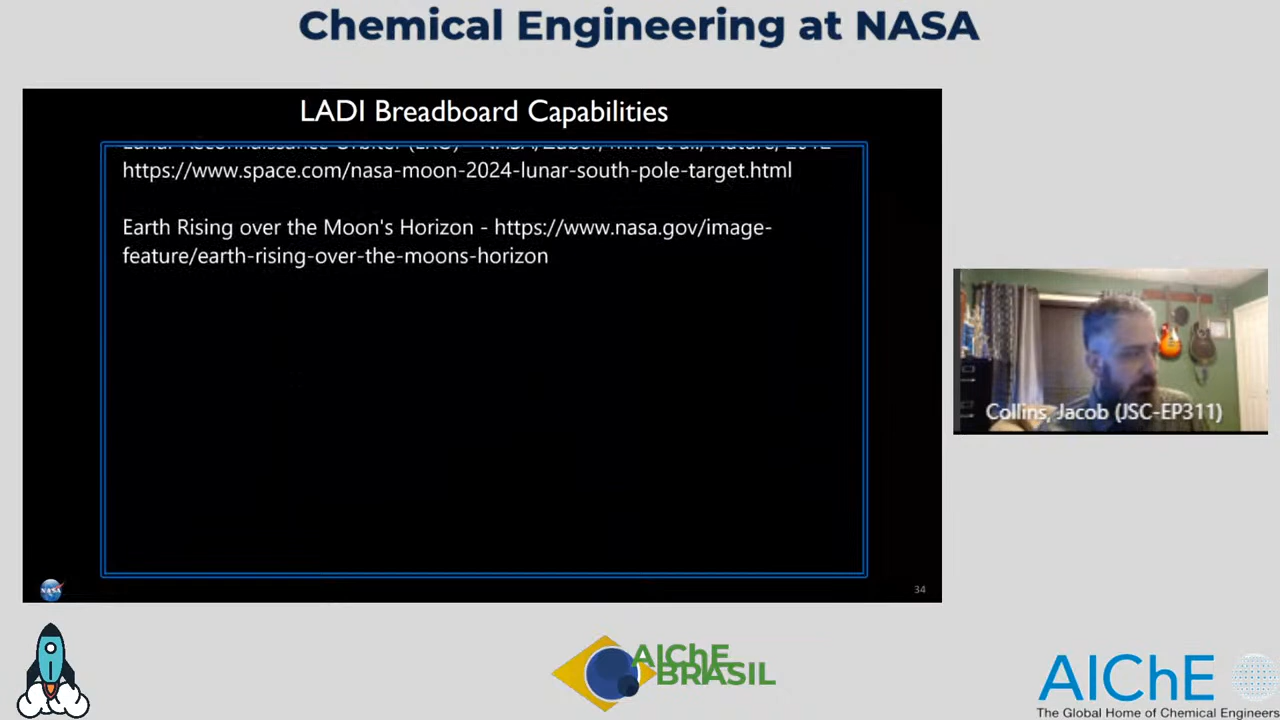 Chemical Engineering at NASA
LADI Breadboard Capabilities
Lunar Reconnaissance Orbiter (LRO) - NASA/Zuber, M.T. et al., Nature, 2012
https://www.space.com/nasa-moon-2024-lunar-south-pole-target.html
Earth Rising over the Moon's Horizon - https://www.nasa.gov/image-
feature/earth-rising-over-the-moons-horizon
Collins, Jacob (JSC-EP311)
NASA
34
AIChE
BRASIL
AIChE
The Global Home of Chemical Engineers